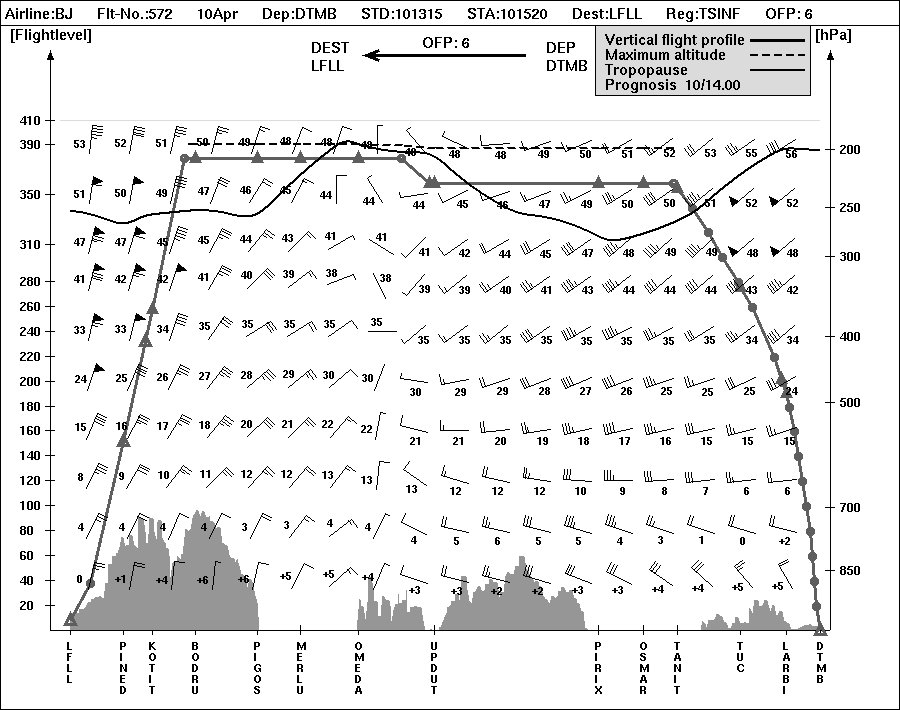 Airline:BJ Flt-No.:572 10Apr Dep:DTMB STD:101315 STA:101520 Dest:LFLL Reg:TSINF OFP: 6
[Flightlevel] [hPa]
DEST OFP: 6 DEP
LFLL DTMB
Vertical flight profile
Maximum altitude
Tropopause
Prognosis 10/14.00
410
390 53 52 51 50 49 48 48 48 48 48 48 49 50 51 52 53 55 56 200
350 51 50 49 47 46 45 44 44 44 45 46 47 49 50 50 51 52 52 250
310 47 47 45 45 44 43 41 41 41 42 44 45 47 48 49 49 48 48 300
280 41 42 42 41 40 39 38 38 39 39 40 41 43 44 44 44 43 42
260
240 33 33 34 35 35 35 35 35 35 35 35 35 35 35 35 35 34 34 400
220
200 24 25 26 27 28 29 30 30 30 29 29 28 27 26 25 25 25 24
180 500
160 15 16 17 18 20 21 22 22 21 21 20 19 18 17 16 15 15 15
140
120 8 9 10 11 12 12 13 13 13 12 12 12 10 9 8 7 6 6
100 700
80 4 4 4 4 3 3 4 4 4 5 6 5 5 4 3 1 0 +2
60 850
40 0 +1 +4 +6 +6 +5 +5 +4 +3 +3 +2 +2 +3 +3 +4 +4 +5 +5
20
LFLL PINED KOTIT BODRU PIGOS MERLU OMEDA UPDUT PIRIX OSMAR TANIT TUC LARBI DTMB